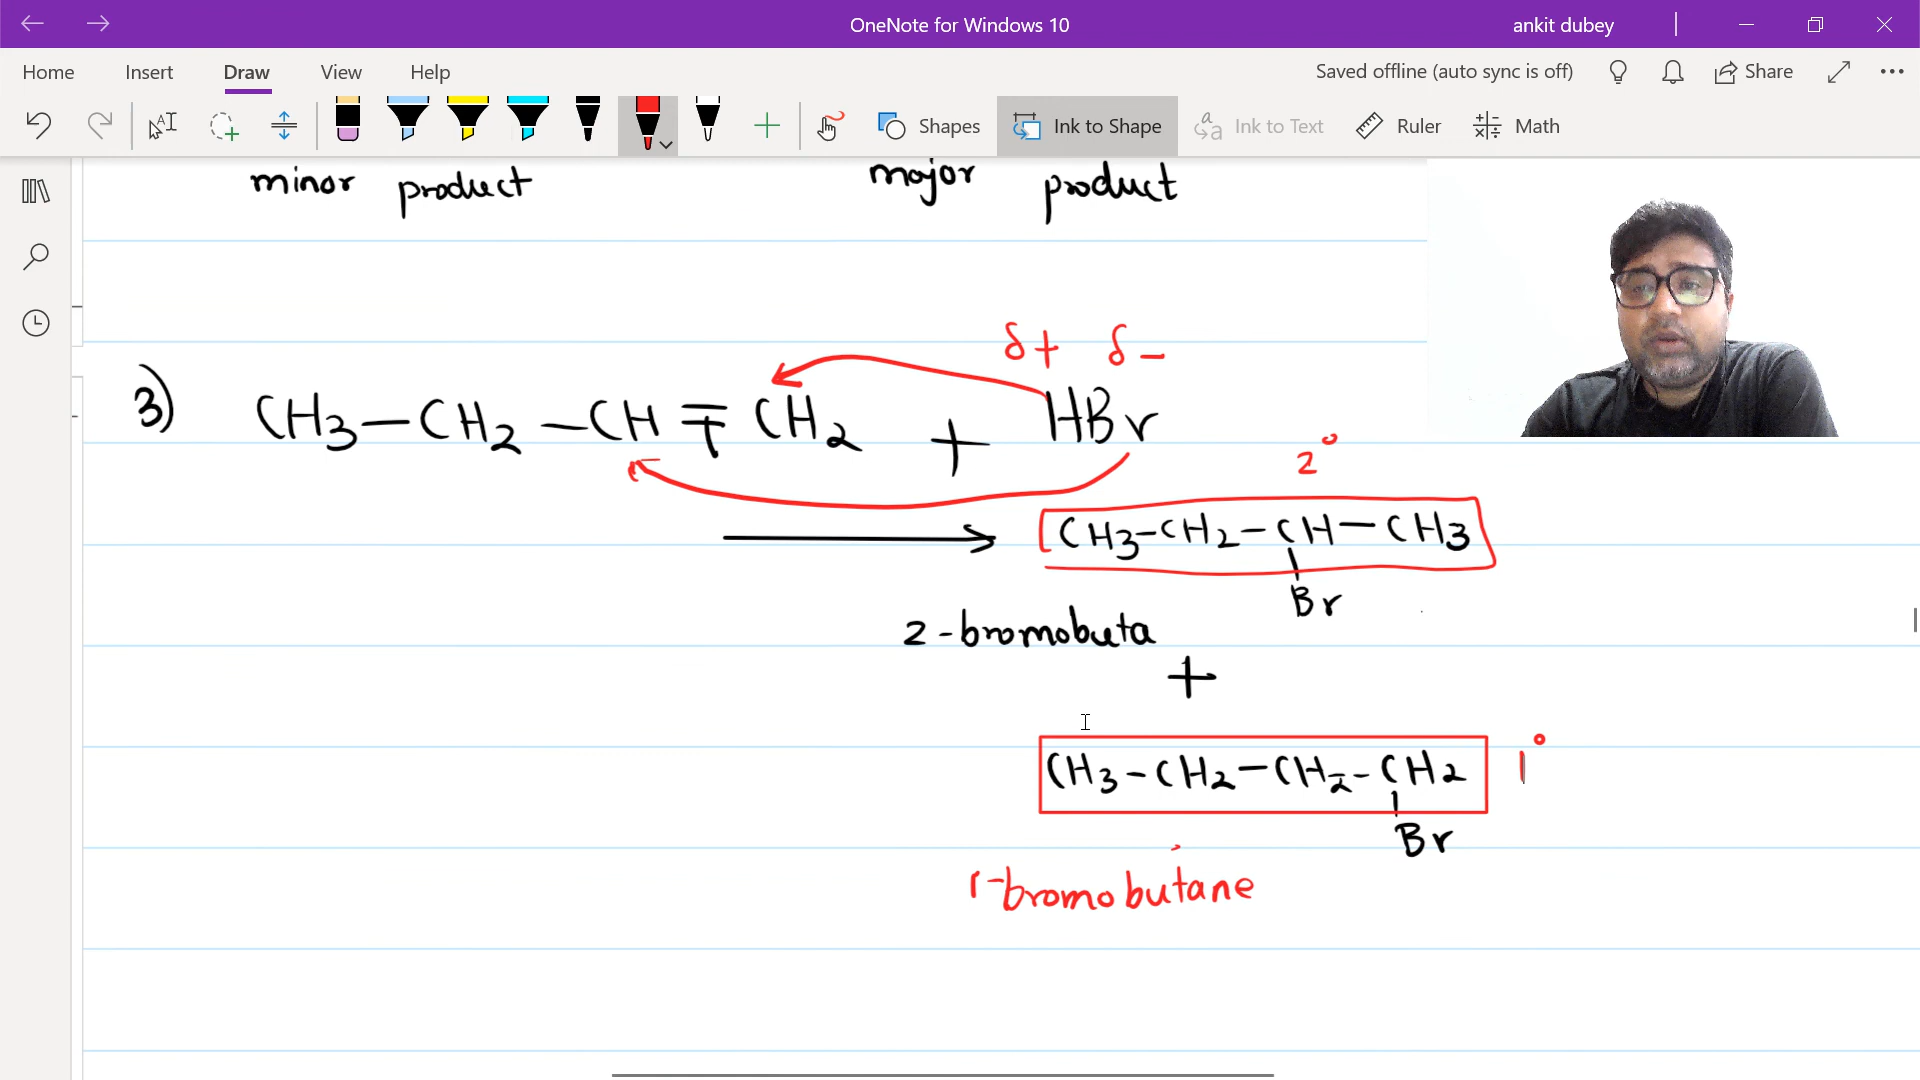 OneNote for Windows 10
ankit dubey
Home Insert Draw View Help
Saved offline (auto sync is off) Share
Shapes Ink to Shape Ink to Text Ruler Math
minor product major product
δ+ δ-
3) CH3-CH2-CH=CH2 + HBr
2°
CH3-CH2-CH-CH3
Br
2-bromobuta
+
CH3-CH2-CH2-CH2 1°
Br
1-bromobutane